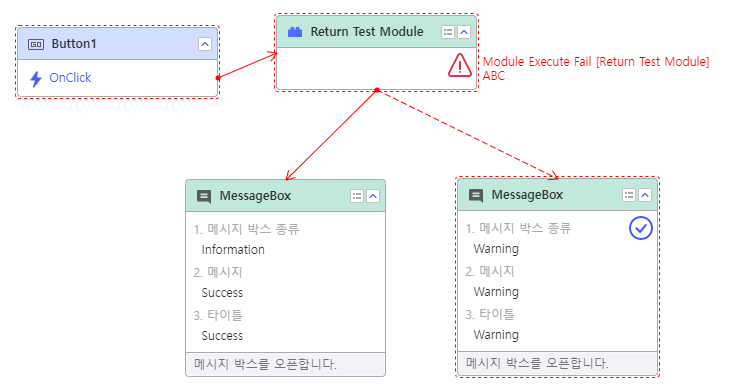 Button1
OnClick
Return Test Module
Module Execute Fail [Return Test Module]
ABC
MessageBox
1. 메시지 박스 종류
Information
2. 메시지
Success
3. 타이틀
Success
메시지 박스를 오픈합니다.
MessageBox
1. 메시지 박스 종류
Warning
2. 메시지
Warning
3. 타이틀
Warning
메시지 박스를 오픈합니다.